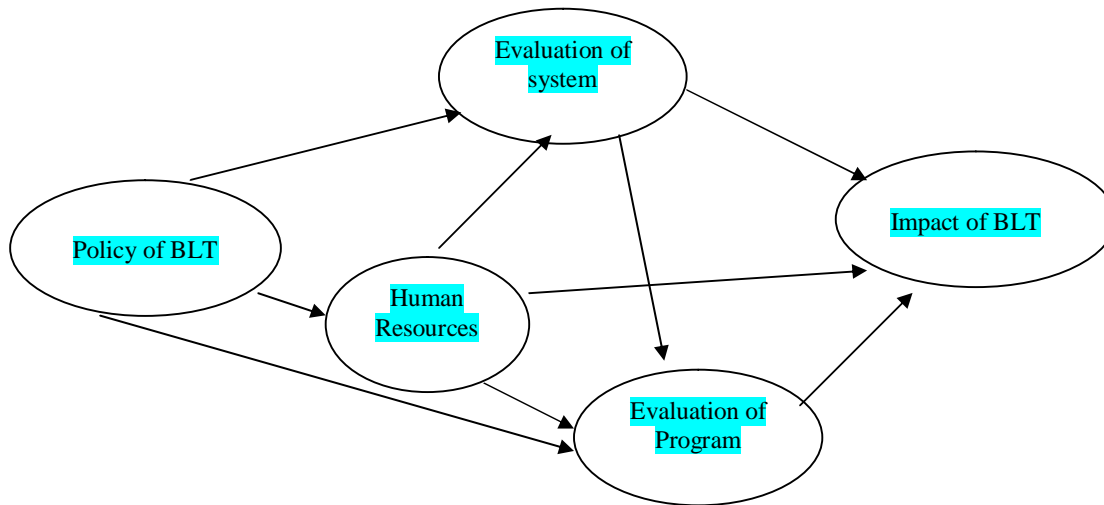 Evaluation of
system
Policy of BLT
Impact of BLT
Human
Resources
Evaluation of
Program